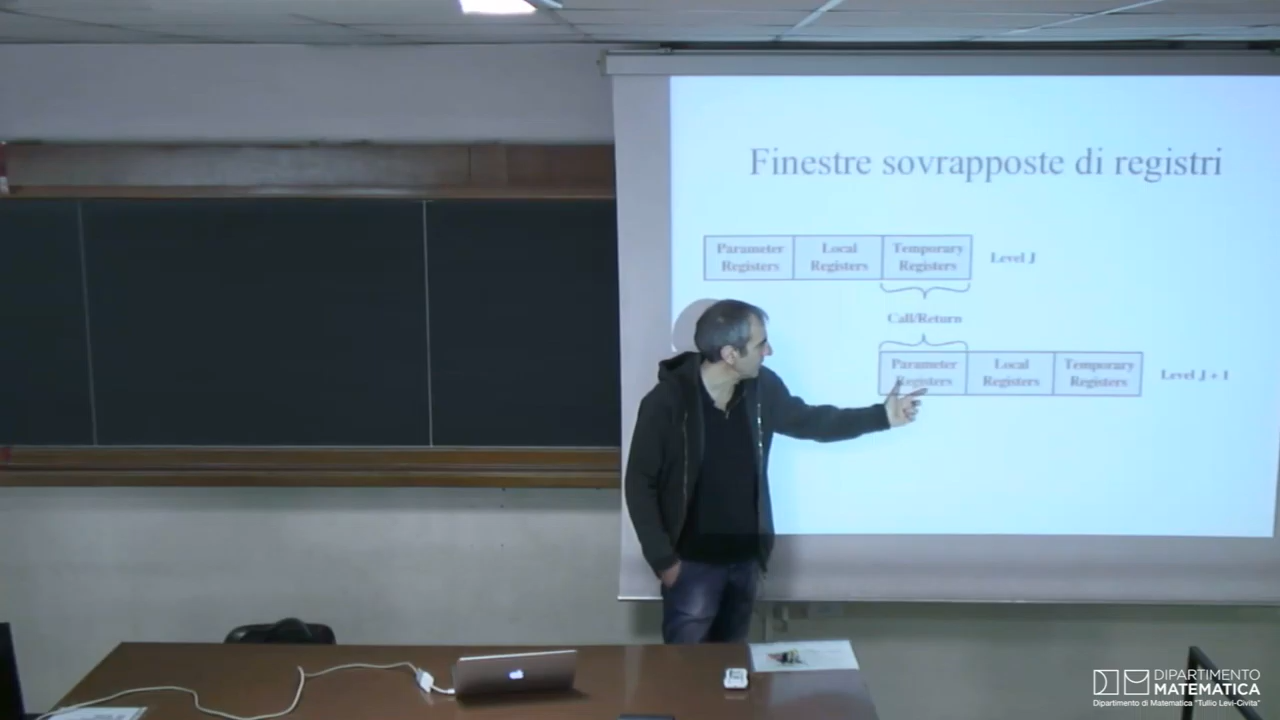 Finestre sovrapposte di registri
Parameter Registers
Local Registers
Temporary Registers
Level J
Call/Return
Parameter Registers
Local Registers
Temporary Registers
Level J + 1
DIPARTIMENTO
MATEMATICA
Dipartimento di Matematica "Tullio Levi-Civita"